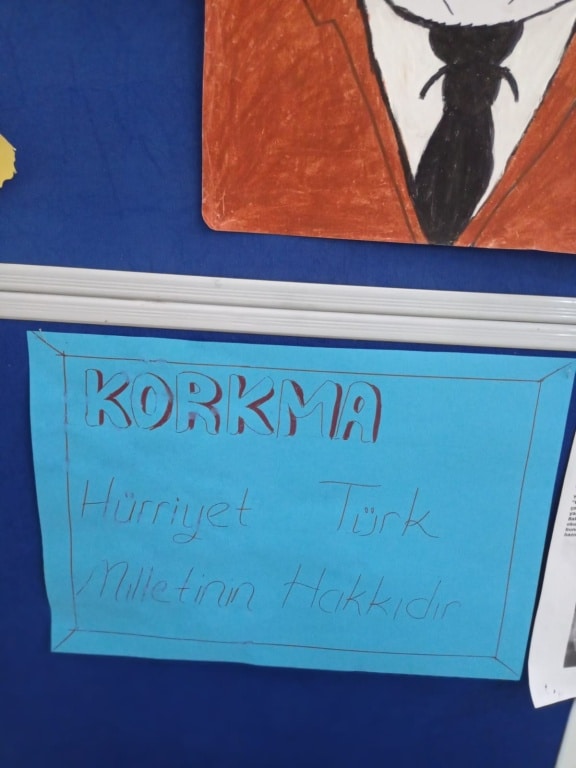 KORKMA
Hürriyet Türk
Milletinin Hakkıdır